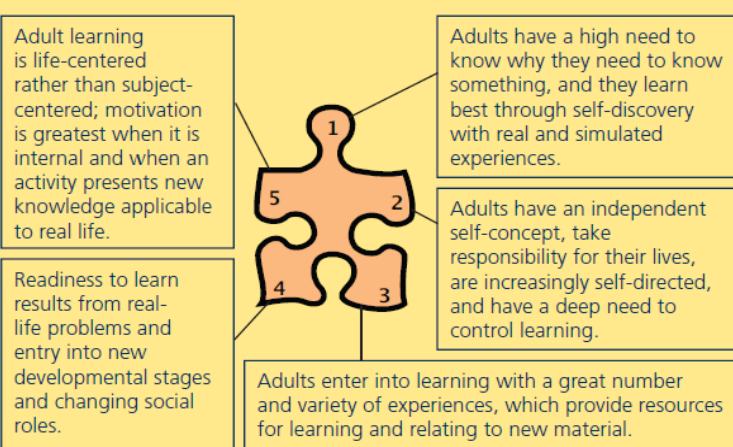 Adult learning
is life-centered
rather than subject-
centered; motivation
is greatest when it is
internal and when an
activity presents new
knowledge applicable
to real life.
Adults have a high need to
know why they need to know
something, and they learn
best through self-discovery
with real and simulated
experiences.
1
5
2
Adults have an independent
self-concept, take
responsibility for their lives,
are increasingly self-directed,
and have a deep need to
control learning.
Readiness to learn
results from real-
life problems and
entry into new
developmental stages
and changing social
roles.
4
3
Adults enter into learning with a great number
and variety of experiences, which provide resources
for learning and relating to new material.